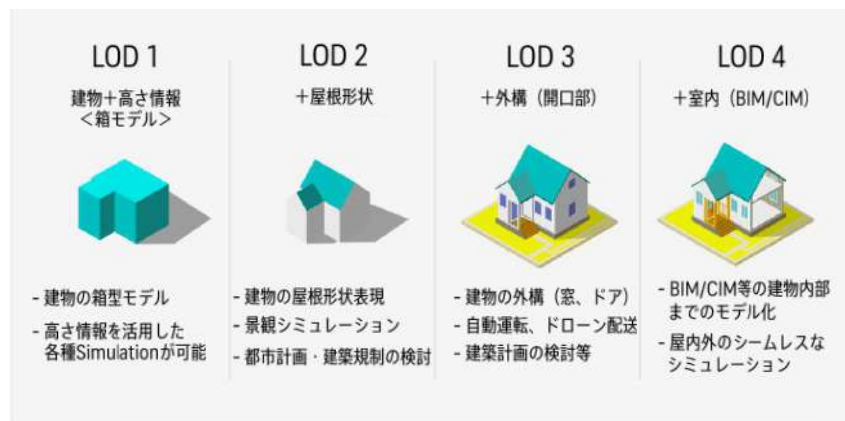 LOD 1
建物＋高さ情報
＜箱モデル＞
- 建物の箱型モデル
- 高さ情報を活用した
各種Simulationが可能
LOD 2
＋屋根形状
- 建物の屋根形状表現
- 景観シミュレーション
- 都市計画・建築規制の検討
LOD 3
＋外構（開口部）
- 建物の外構（窓、ドア）
- 自動運転、ドローン配送
- 建築計画の検討等
LOD 4
＋室内（BIM/CIM）
- BIM/CIM等の建物内部
までのモデル化
- 屋内外のシームレスな
シミュレーション